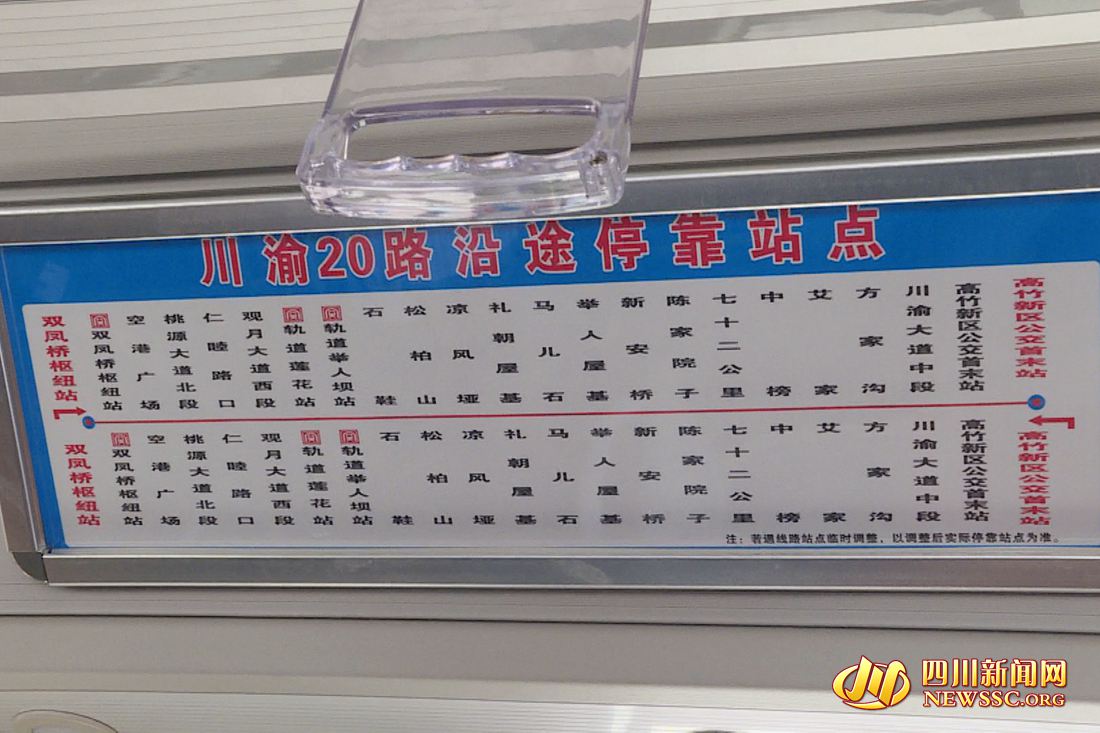 川渝20路沿途停靠站点
双凤桥枢纽站
双凤桥枢纽站
空港广场
桃源大道北段
仁睦路口
观月大道西段
轨道莲花站
轨道举人坝站
石鞋
松柏山
凉风垭
礼朝屋基
马儿石
举人屋基
新安桥
陈家院子
七十二公里
中榜
艾家
方家沟
川渝大道中段
高竹新区公交首末站
高竹新区公交首末站
双凤桥枢纽站
双凤桥枢纽站
空港广场
桃源大道北段
仁睦路口
观月大道西段
轨道莲花站
轨道举人坝站
石鞋
松柏山
凉风垭
礼朝屋基
马儿石
举人屋基
新安桥
陈家院子
七十二公里
中榜
艾家
方家沟
川渝大道中段
高竹新区公交首末站
高竹新区公交首末站
注：若遇线路站点临时调整，以调整后实际停靠站点为准。
四川新闻网
NEWSSC.ORG